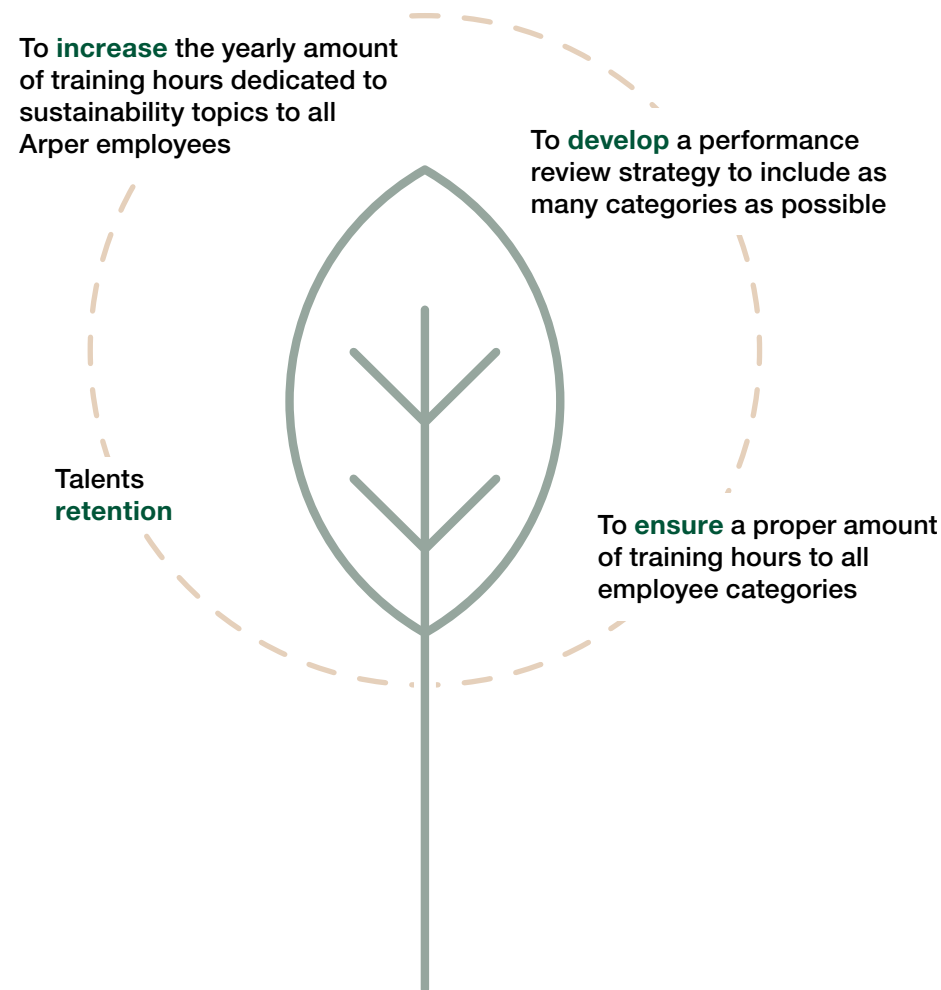 To increase the yearly amount
of training hours dedicated to
sustainability topics to all
Arper employees
To develop a performance
review strategy to include as
many categories as possible
Talents
retention
To ensure a proper amount
of training hours to all
employee categories